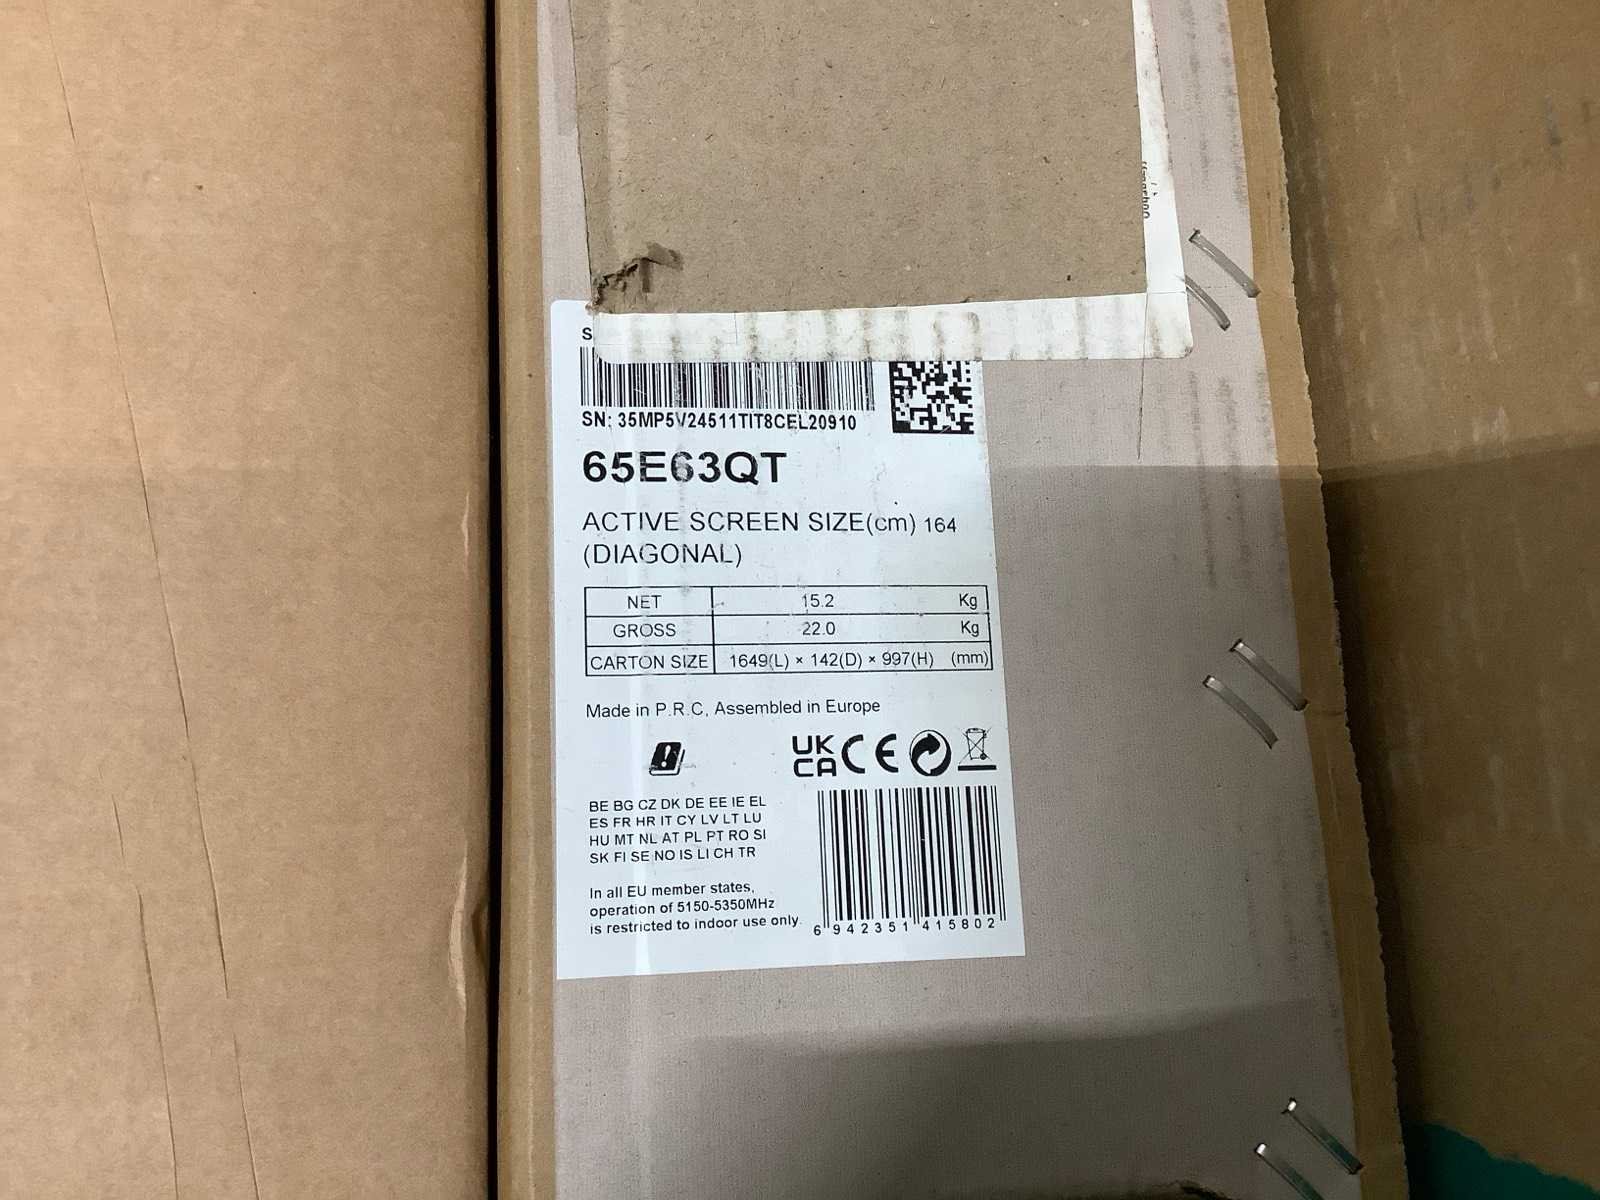 S
SN: 35MP5V24511TIT8CEL20910
65E63QT
ACTIVE SCREEN SIZE(cm) 164
(DIAGONAL)
NET 15.2 Kg
GROSS 22.0 Kg
CARTON SIZE 1649(L) × 142(D) × 997(H) (mm)
Made in P.R.C, Assembled in Europe
UK
CA CE
BE BG CZ DK DE EE IE EL
ES FR HR IT CY LV LT LU
HU MT NL AT PL PT RO SI
SK FI SE NO IS LI CH TR
In all EU member states,
operation of 5150-5350MHz
is restricted to indoor use only.
6 942351 415802